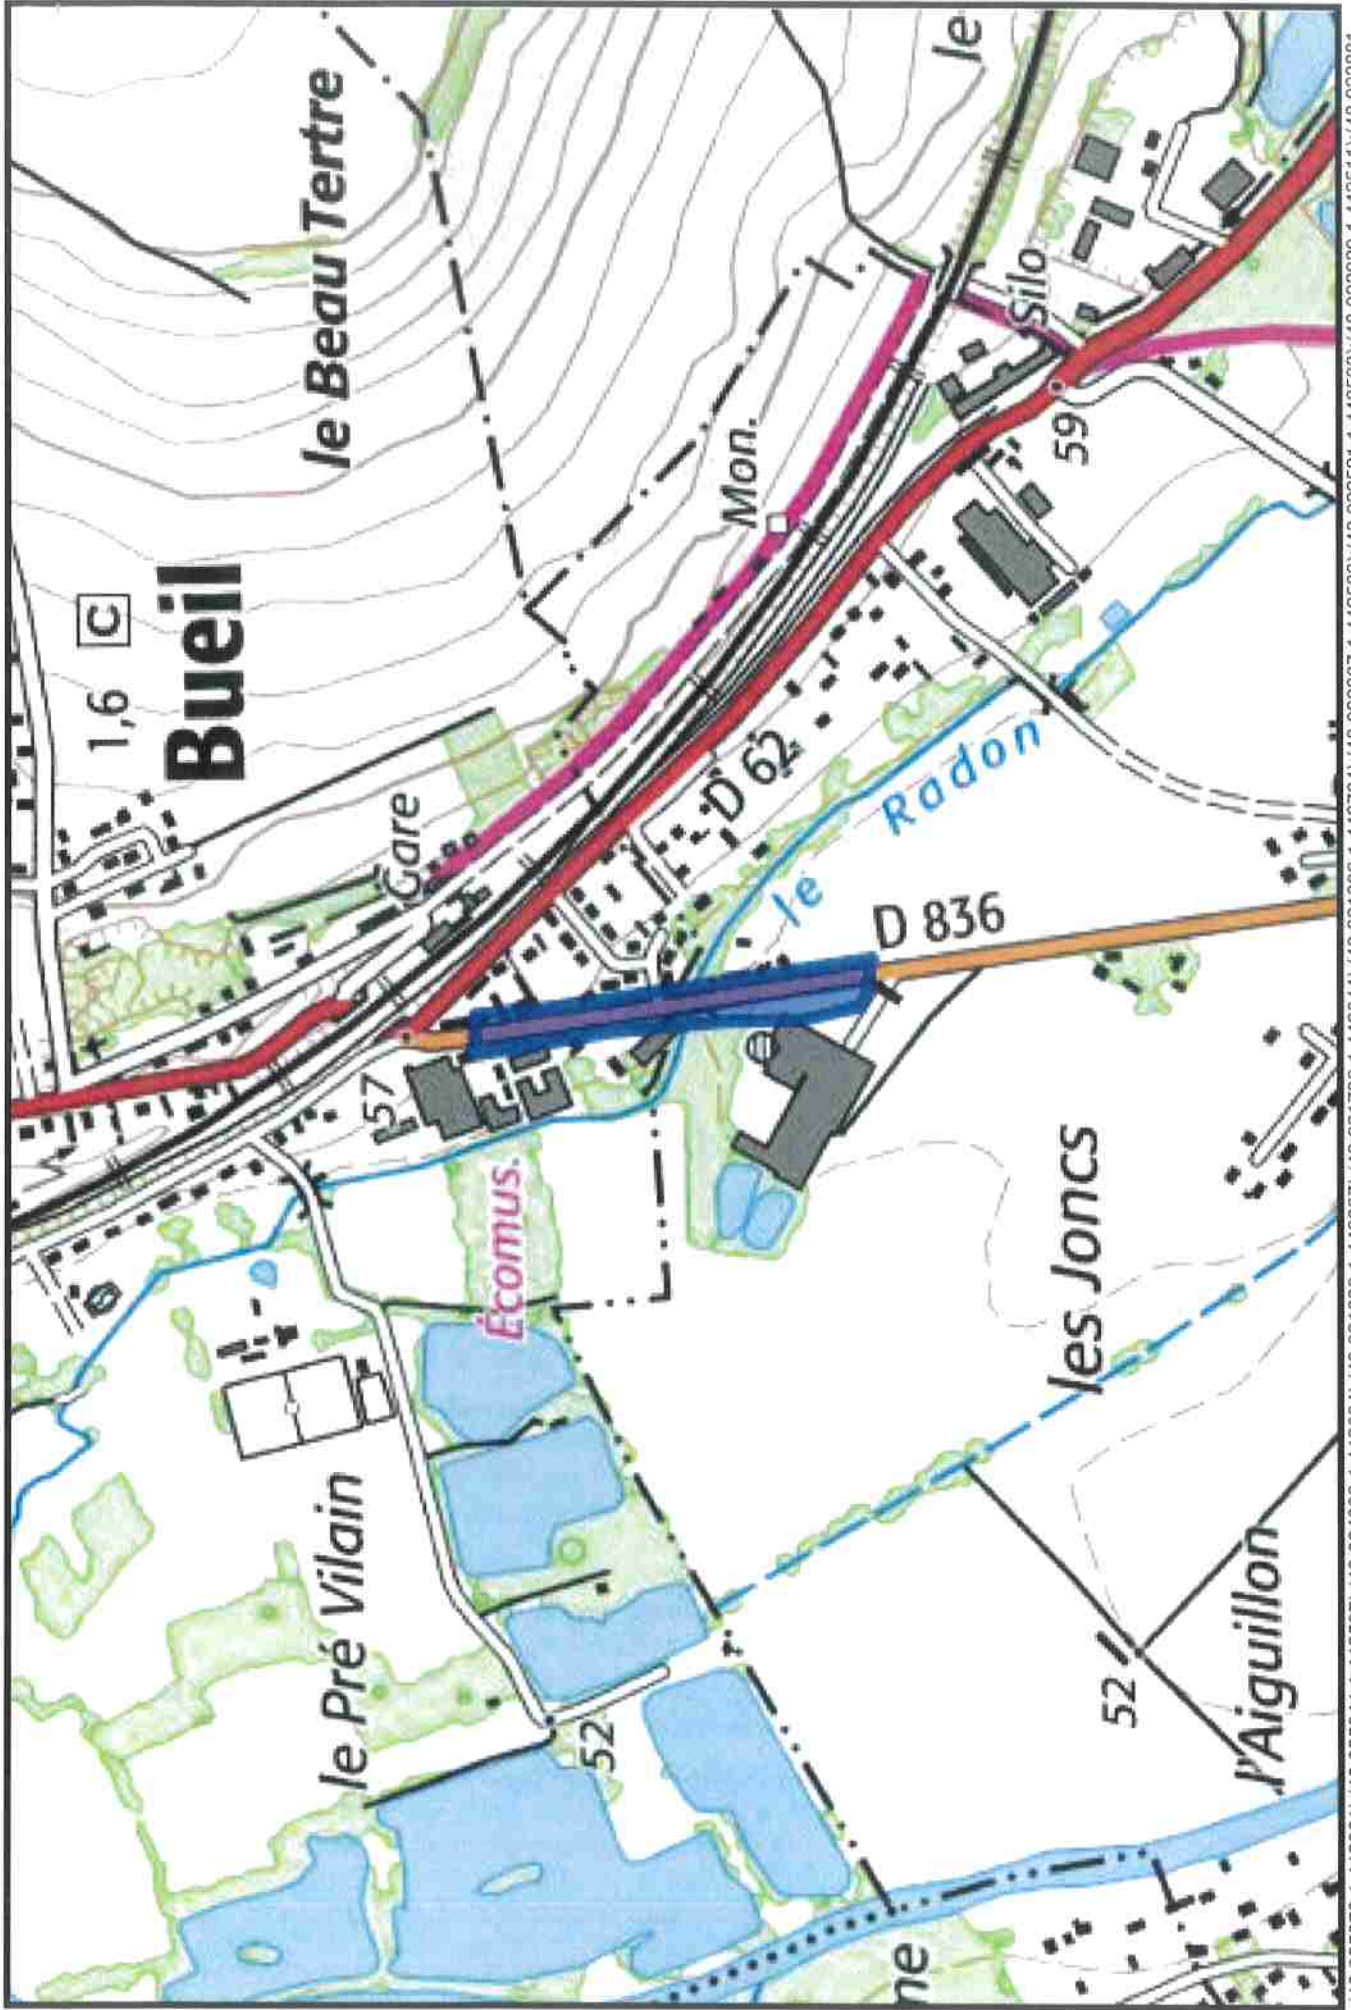 1,6 C
Bueil
le Beau Tertre
le
Silo
Mon.
59
Gare
D 62
le Radon
D 836
57
Écomus.
les Joncs
le Pré Vilain
52
52
l'Aiguillon
ne